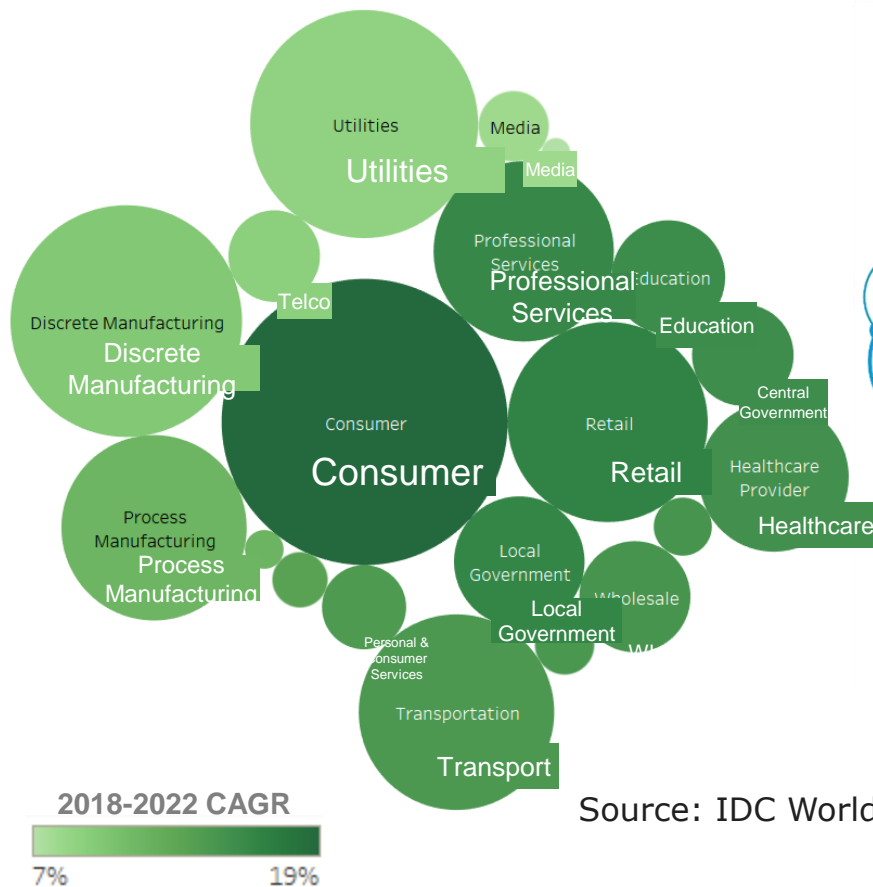 Utilities
Utilities
Media
Media
Professional
Services
Professional
Services
Education
Education
Telco
Discrete Manufacturing
Discrete
Manufacturing
Central
Government
Consumer
Consumer
Retail
Retail
Healthcare
Provider
Healthcare
Process
Manufacturing
Process
Manufacturing
Local
Government
Local
Government
Wholesale
Personal &
Consumer
Services
Transportation
Transport
2018-2022 CAGR
7% 19%
Source: IDC World